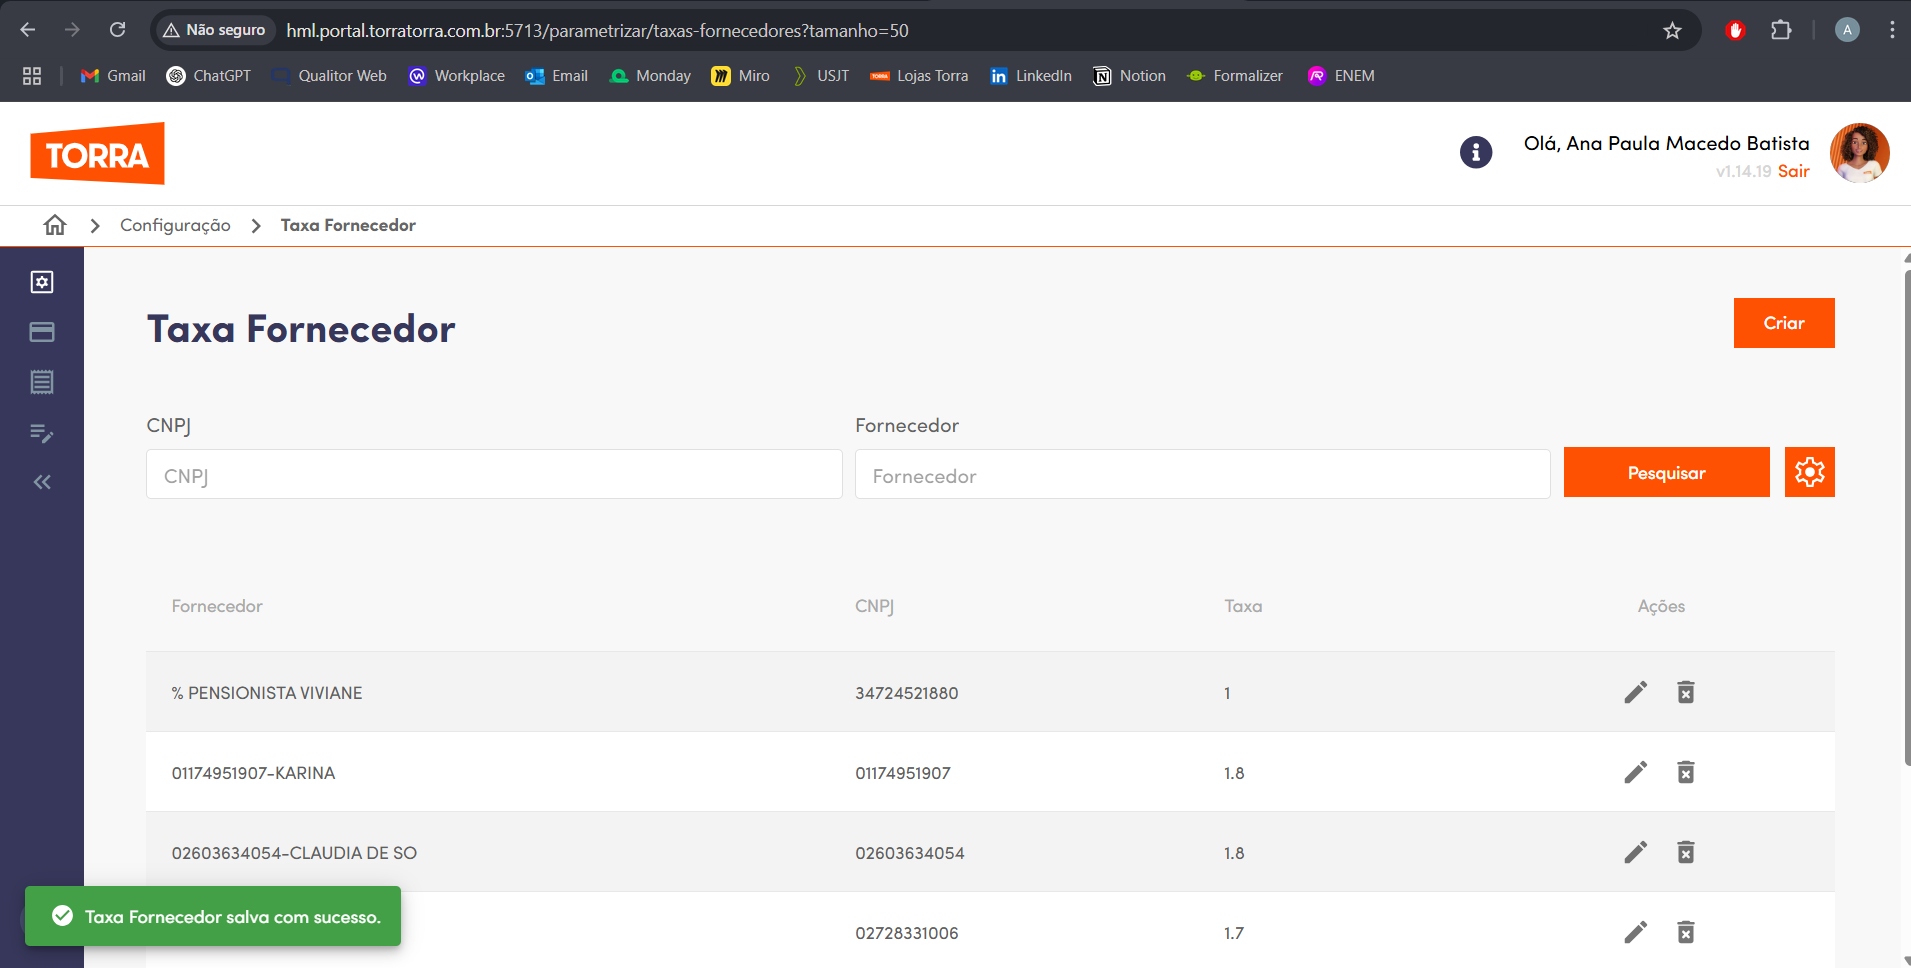 Não seguro
hml.portal.torratorra.com.br:5713/parametrizar/taxas-fornecedores?tamanho=50
A
Gmail
ChatGPT
Qualitor Web
Workplace
Email
Monday
Miro
USJT
Lojas Torra
LinkedIn
Notion
Formalizer
ENEM
TORRA
Olá, Ana Paula Macedo Batista
v1.14.19 Sair
Configuração
Taxa Fornecedor
Taxa Fornecedor
Criar
CNPJ
Fornecedor
CNPJ
Fornecedor
Pesquisar
Fornecedor CNPJ Taxa Ações
% PENSIONISTA VIVIANE 34724521880 1
01174951907-KARINA 01174951907 1.8
02603634054-CLAUDIA DE SO 02603634054 1.8
02728331006 1.7
Taxa Fornecedor salva com sucesso.